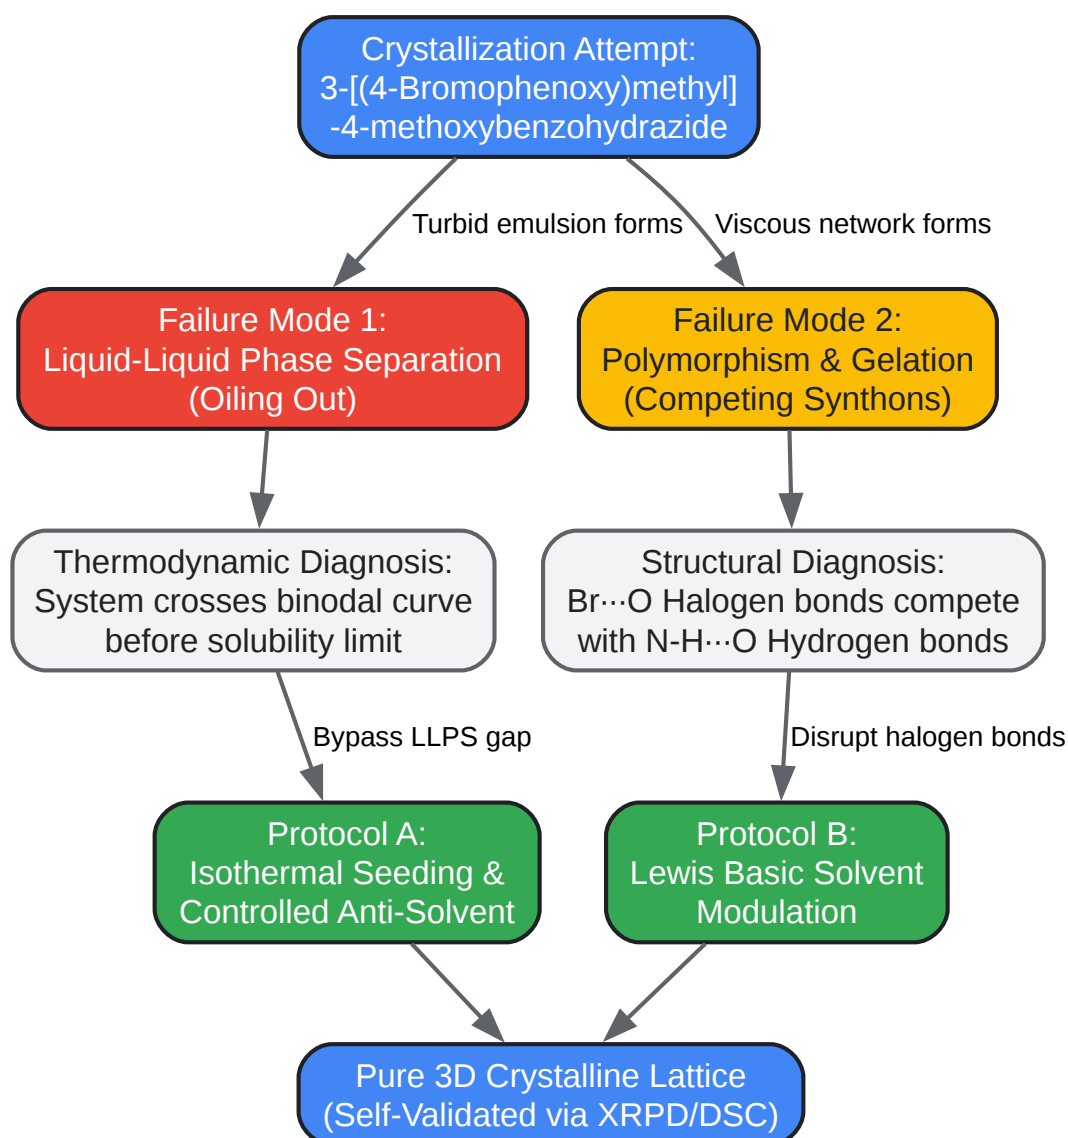 Crystallization Attempt:
3-[(4-Bromophenoxy)methyl]
-4-methoxybenzohydrazide
Turbid emulsion forms
Viscous network forms
Failure Mode 1:
Liquid-Liquid Phase Separation
(Oiling Out)
Failure Mode 2:
Polymorphism & Gelation
(Competing Synthons)
Thermodynamic Diagnosis:
System crosses binodal curve
before solubility limit
Structural Diagnosis:
Br···O Halogen bonds compete
with N-H···O Hydrogen bonds
Bypass LLPS gap
Disrupt halogen bonds
Protocol A:
Isothermal Seeding &
Controlled Anti-Solvent
Protocol B:
Lewis Basic Solvent
Modulation
Pure 3D Crystalline Lattice
(Self-Validated via XRPD/DSC)